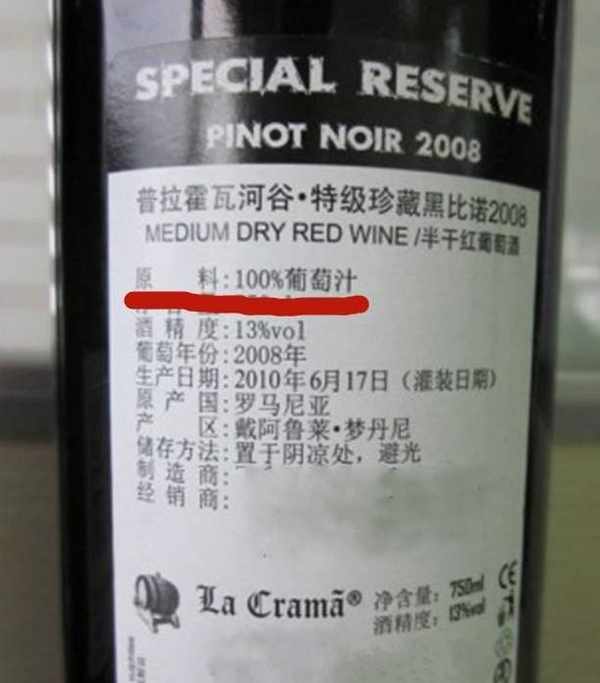 SPECIAL RESERVE
PINOT NOIR 2008
普拉霍瓦河谷·特级珍藏黑比诺2008
MEDIUM DRY RED WINE /半干红葡萄酒
原 料:100%葡萄汁
酒 精 度:13%vol
葡萄年份:2008年
生产日期:2010年6月17日（灌装日期）
原 产 国:罗马尼亚
产 区:戴阿鲁莱·梦丹尼
储存方法:置于阴凉处，避光
制 造 商:
经 销 商:
La Cramã® 净含量: 750ml CE
酒精度: 13%vol